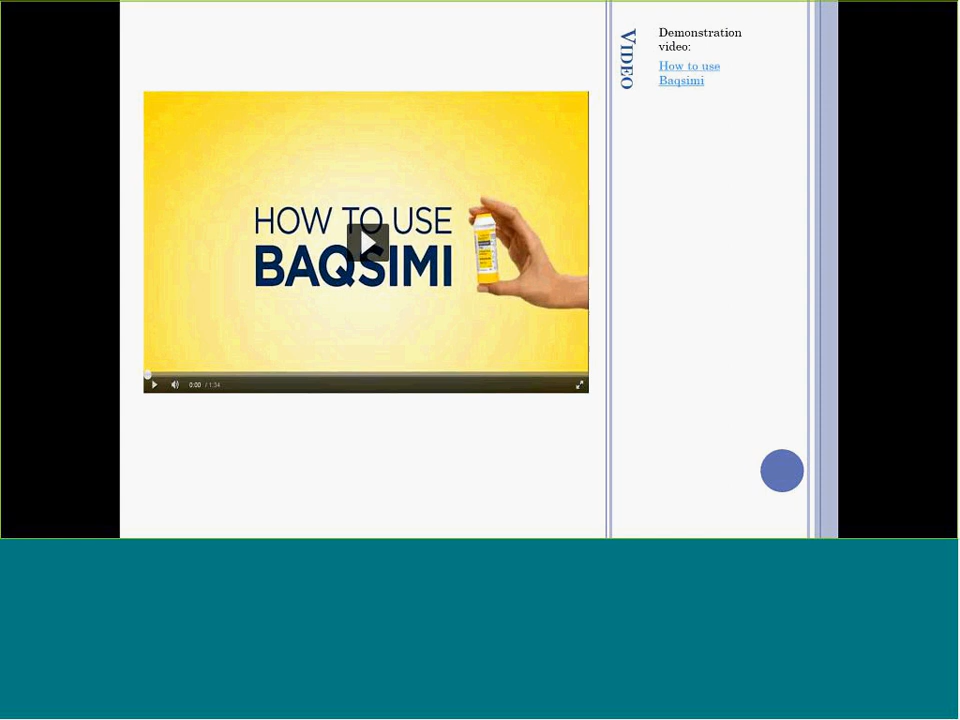 VIDEO
Demonstration
video:
How to use
Baqsimi
HOW TO USE
BAQSIMI
0:00 / 1:34